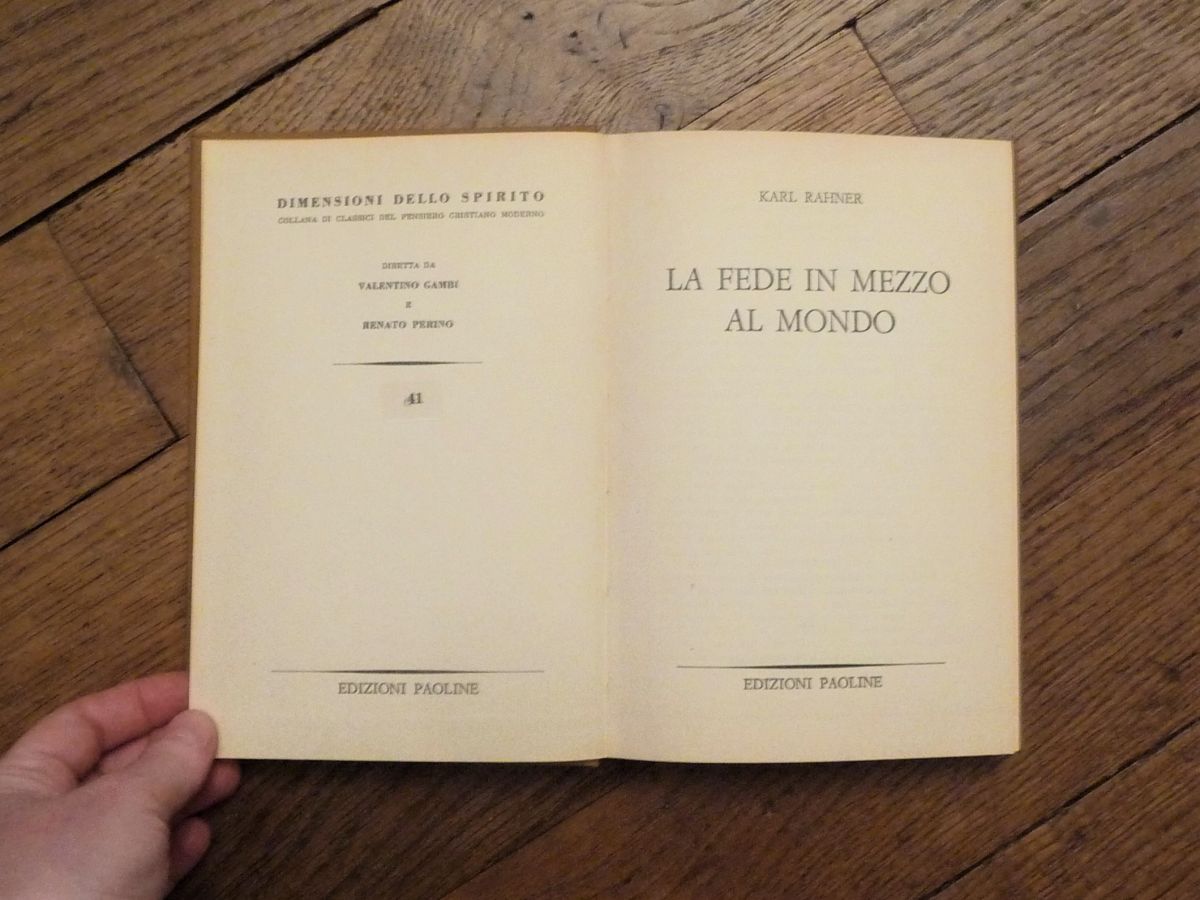 DIMENSIONI DELLO SPIRITO
COLLANA DI CLASSICI DEL PENSIERO CRISTIANO MODERNO
DIRETTA DA
VALENTINO GAMBI
E
RENATO PERINO
41
EDIZIONI PAOLINE
KARL RAHNER
LA FEDE IN MEZZO
AL MONDO
EDIZIONI PAOLINE